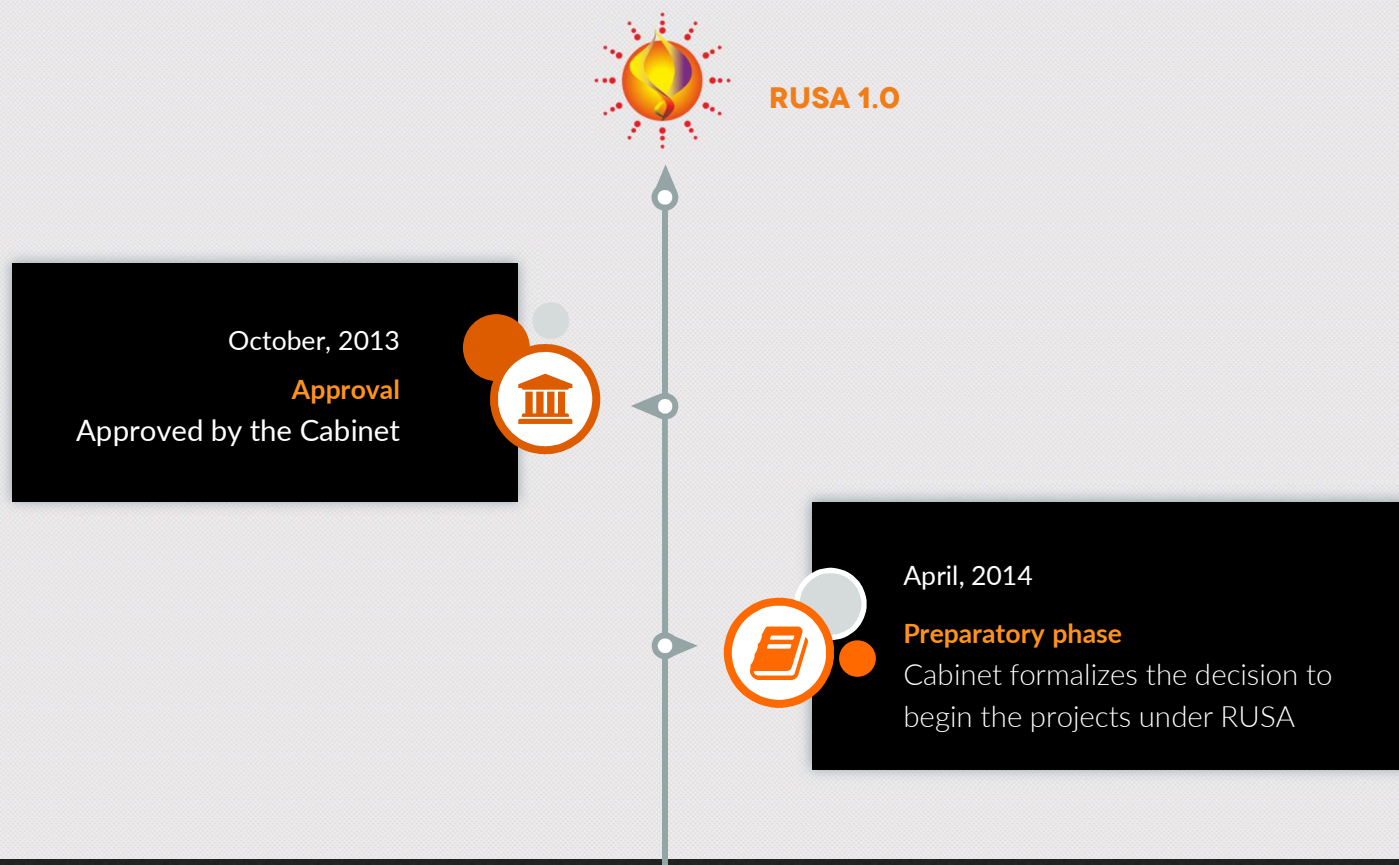 RUSA 1.0
October, 2013
Approval
Approved by the Cabinet
April, 2014
Preparatory phase
Cabinet formalizes the decision to
begin the projects under RUSA